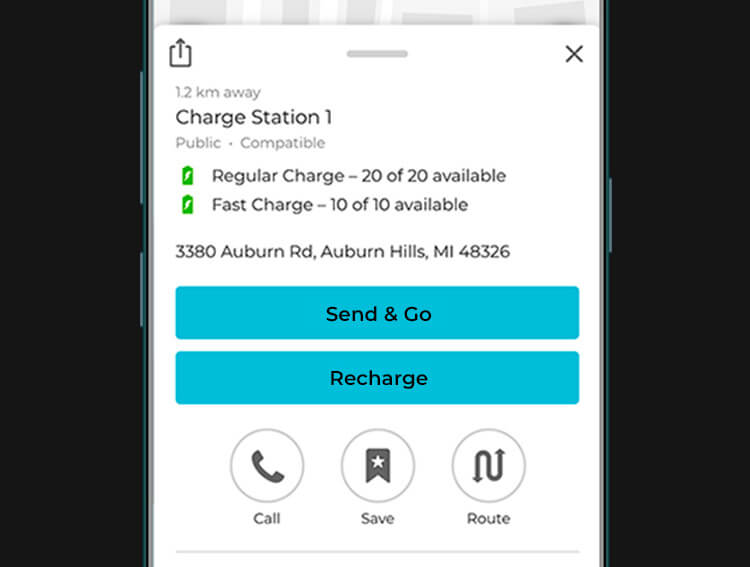 1.2 km away
Charge Station 1
Public • Compatible
Regular Charge – 20 of 20 available
Fast Charge – 10 of 10 available
3380 Auburn Rd, Auburn Hills, MI 48326
Send & Go
Recharge
Call Save Route